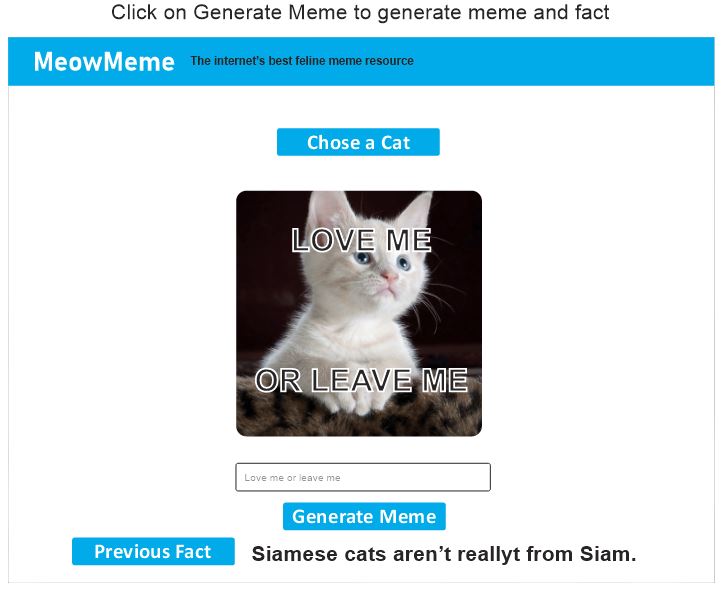 Click on Generate Meme to generate meme and fact
MeowMeme The internet's best feline meme resource
Chose a Cat
LOVE ME
OR LEAVE ME
Love me or leave me
Generate Meme
Previous Fact Siamese cats aren't reallyt from Siam.